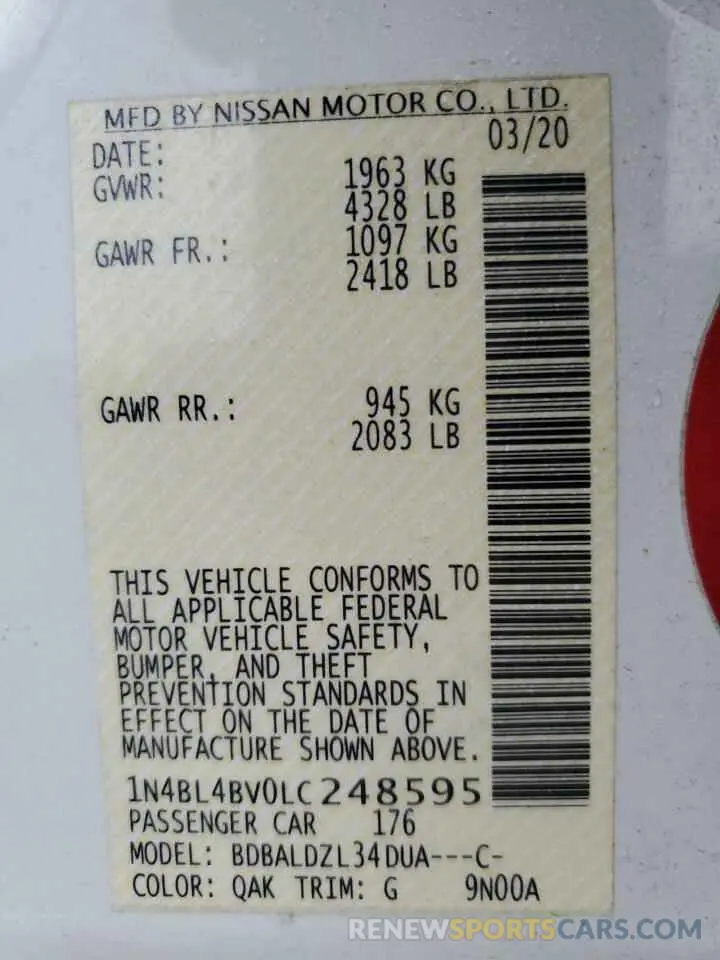 MFD BY NISSAN MOTOR CO., LTD.
DATE: 03/20
GVWR: 1963 KG
4328 LB
GAWR FR.: 1097 KG
2418 LB
GAWR RR.: 945 KG
2083 LB
THIS VEHICLE CONFORMS TO
ALL APPLICABLE FEDERAL
MOTOR VEHICLE SAFETY,
BUMPER, AND THEFT
PREVENTION STANDARDS IN
EFFECT ON THE DATE OF
MANUFACTURE SHOWN ABOVE.
1N4BL4BV0LC248595
PASSENGER CAR 176
MODEL: BDBALDZL34DUA---C-
COLOR: QAK TRIM: G 9N00A
RENEWSPORTSCARS.COM